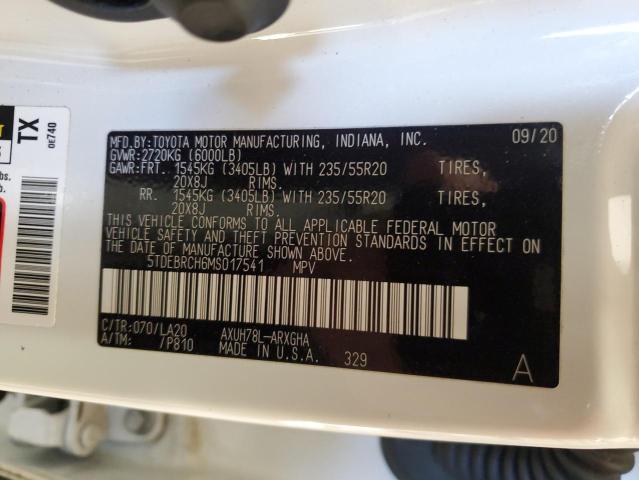 TX
0E740
bs.
b.
MFD.BY:TOYOTA MOTOR MANUFACTURING, INDIANA, INC. 09/20
GVWR:2720KG (6000LB)
GAWR:FRT. 1545KG (3405LB) WITH 235/55R20 TIRES,
20X8J RIMS.
RR. 1545KG (3405LB) WITH 235/55R20 TIRES,
20X8J RIMS.
THIS VEHICLE CONFORMS TO ALL APPLICABLE FEDERAL MOTOR
VEHICLE SAFETY AND THEFT PREVENTION STANDARDS IN EFFECT ON
THE DATE OF MANUFACTURE SHOWN ABOVE.
5TDEBRCH6MS017541 MPV
C/TR:070/LA20 AXUH78L-ARXGHA
A/TM: /P810 MADE IN U.S.A. 329
A